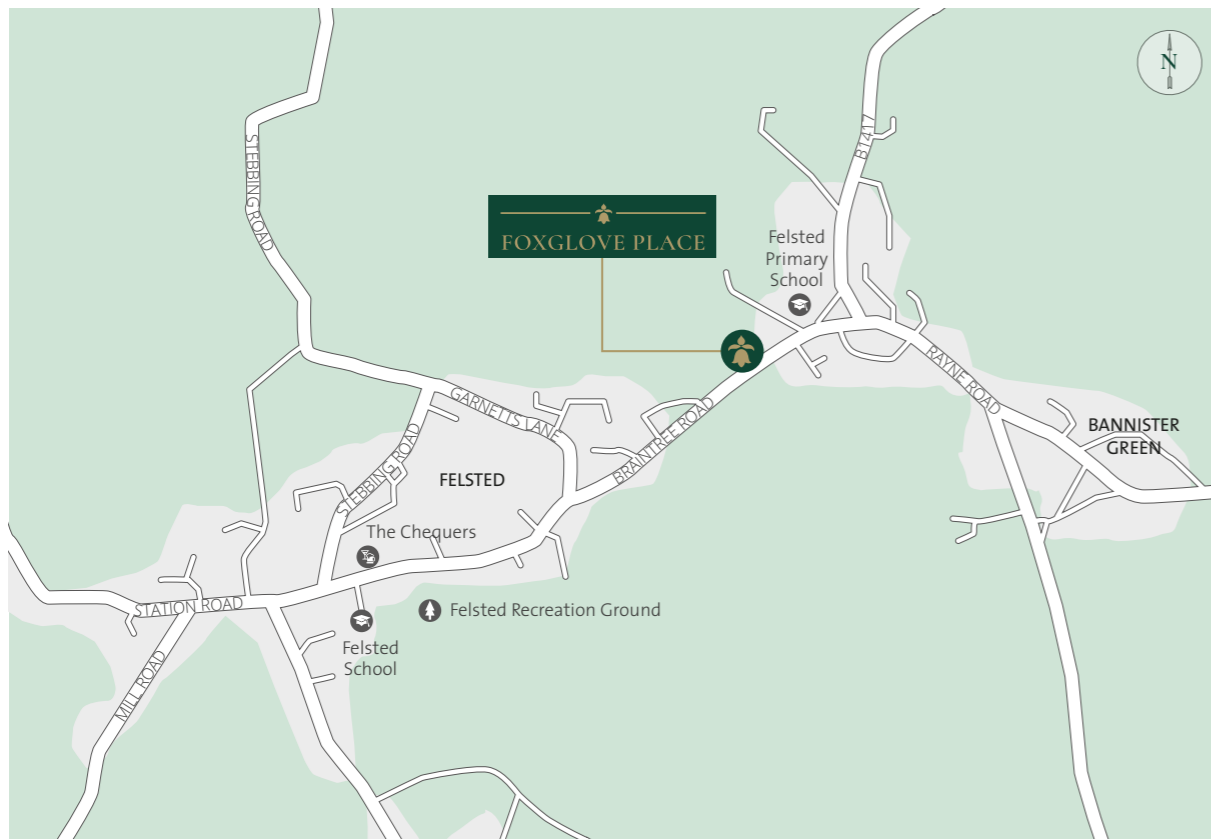 N
B1417
STEBBING ROAD
FOXGLOVE PLACE
Felsted
Primary
School
RAYNE ROAD
GARNETTS LANE
BRAINTREE ROAD
BANNISTER
GREEN
STEBBING ROAD
FELSTED
The Chequers
STATION ROAD
Felsted Recreation Ground
Felsted
School
MILL ROAD